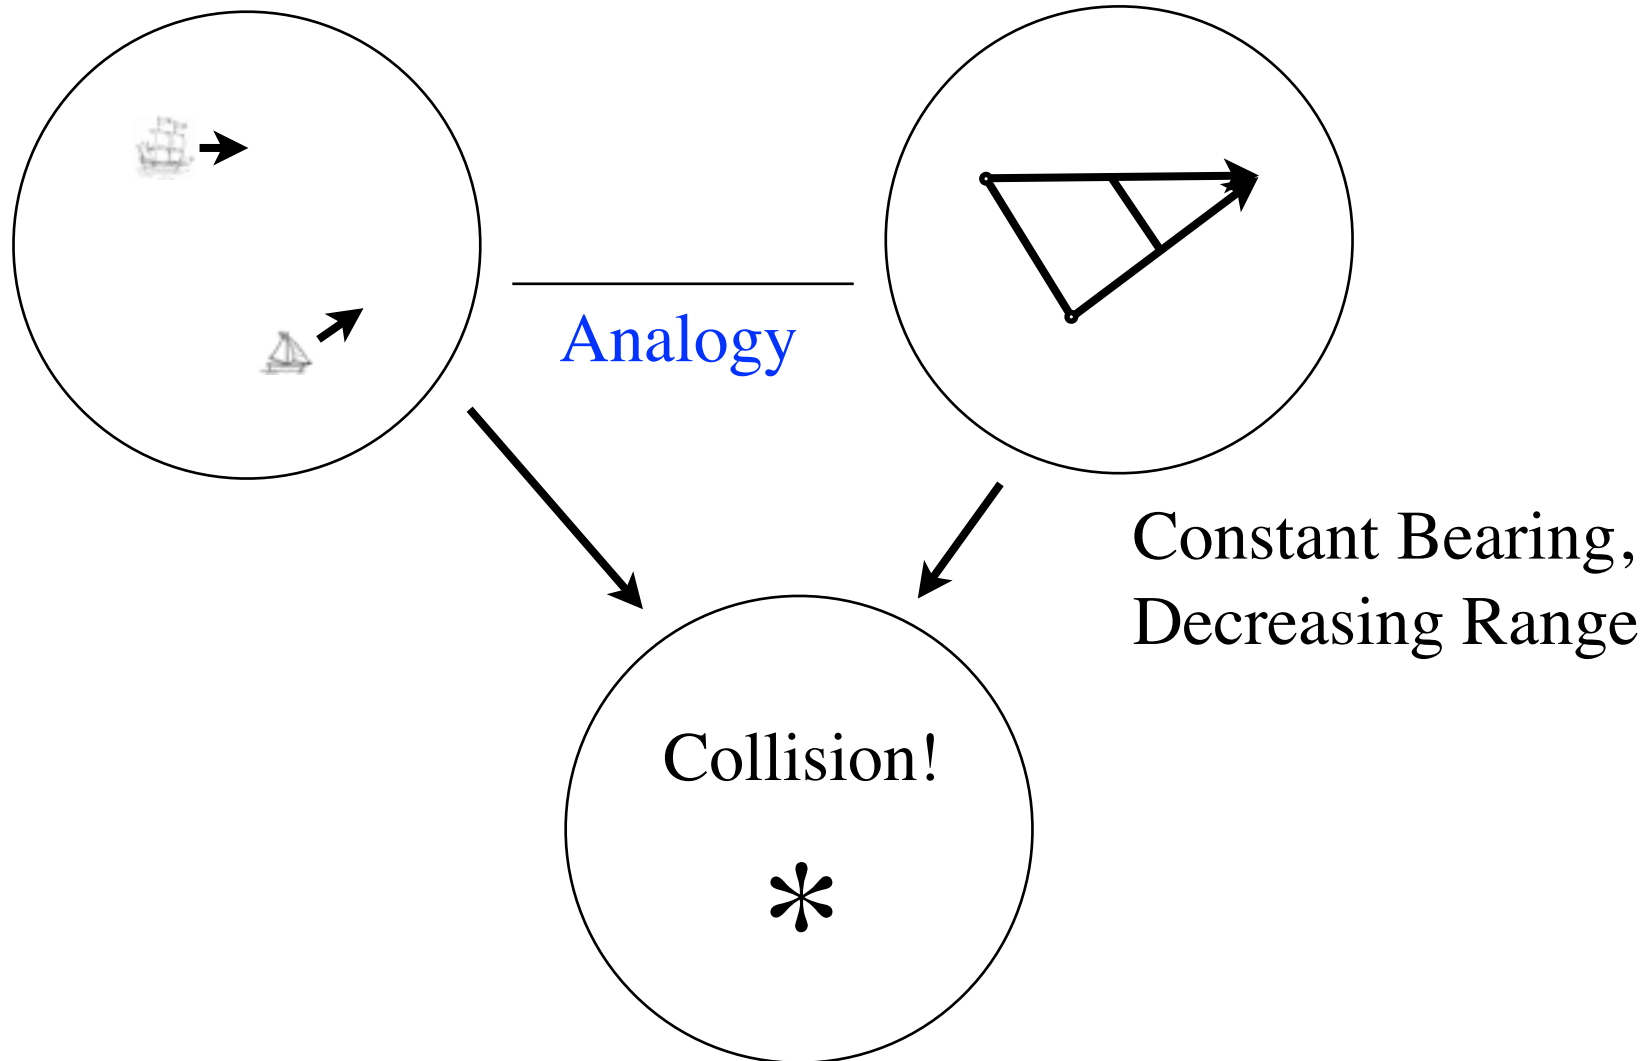 Analogy
Constant Bearing,
Decreasing Range
Collision!
*